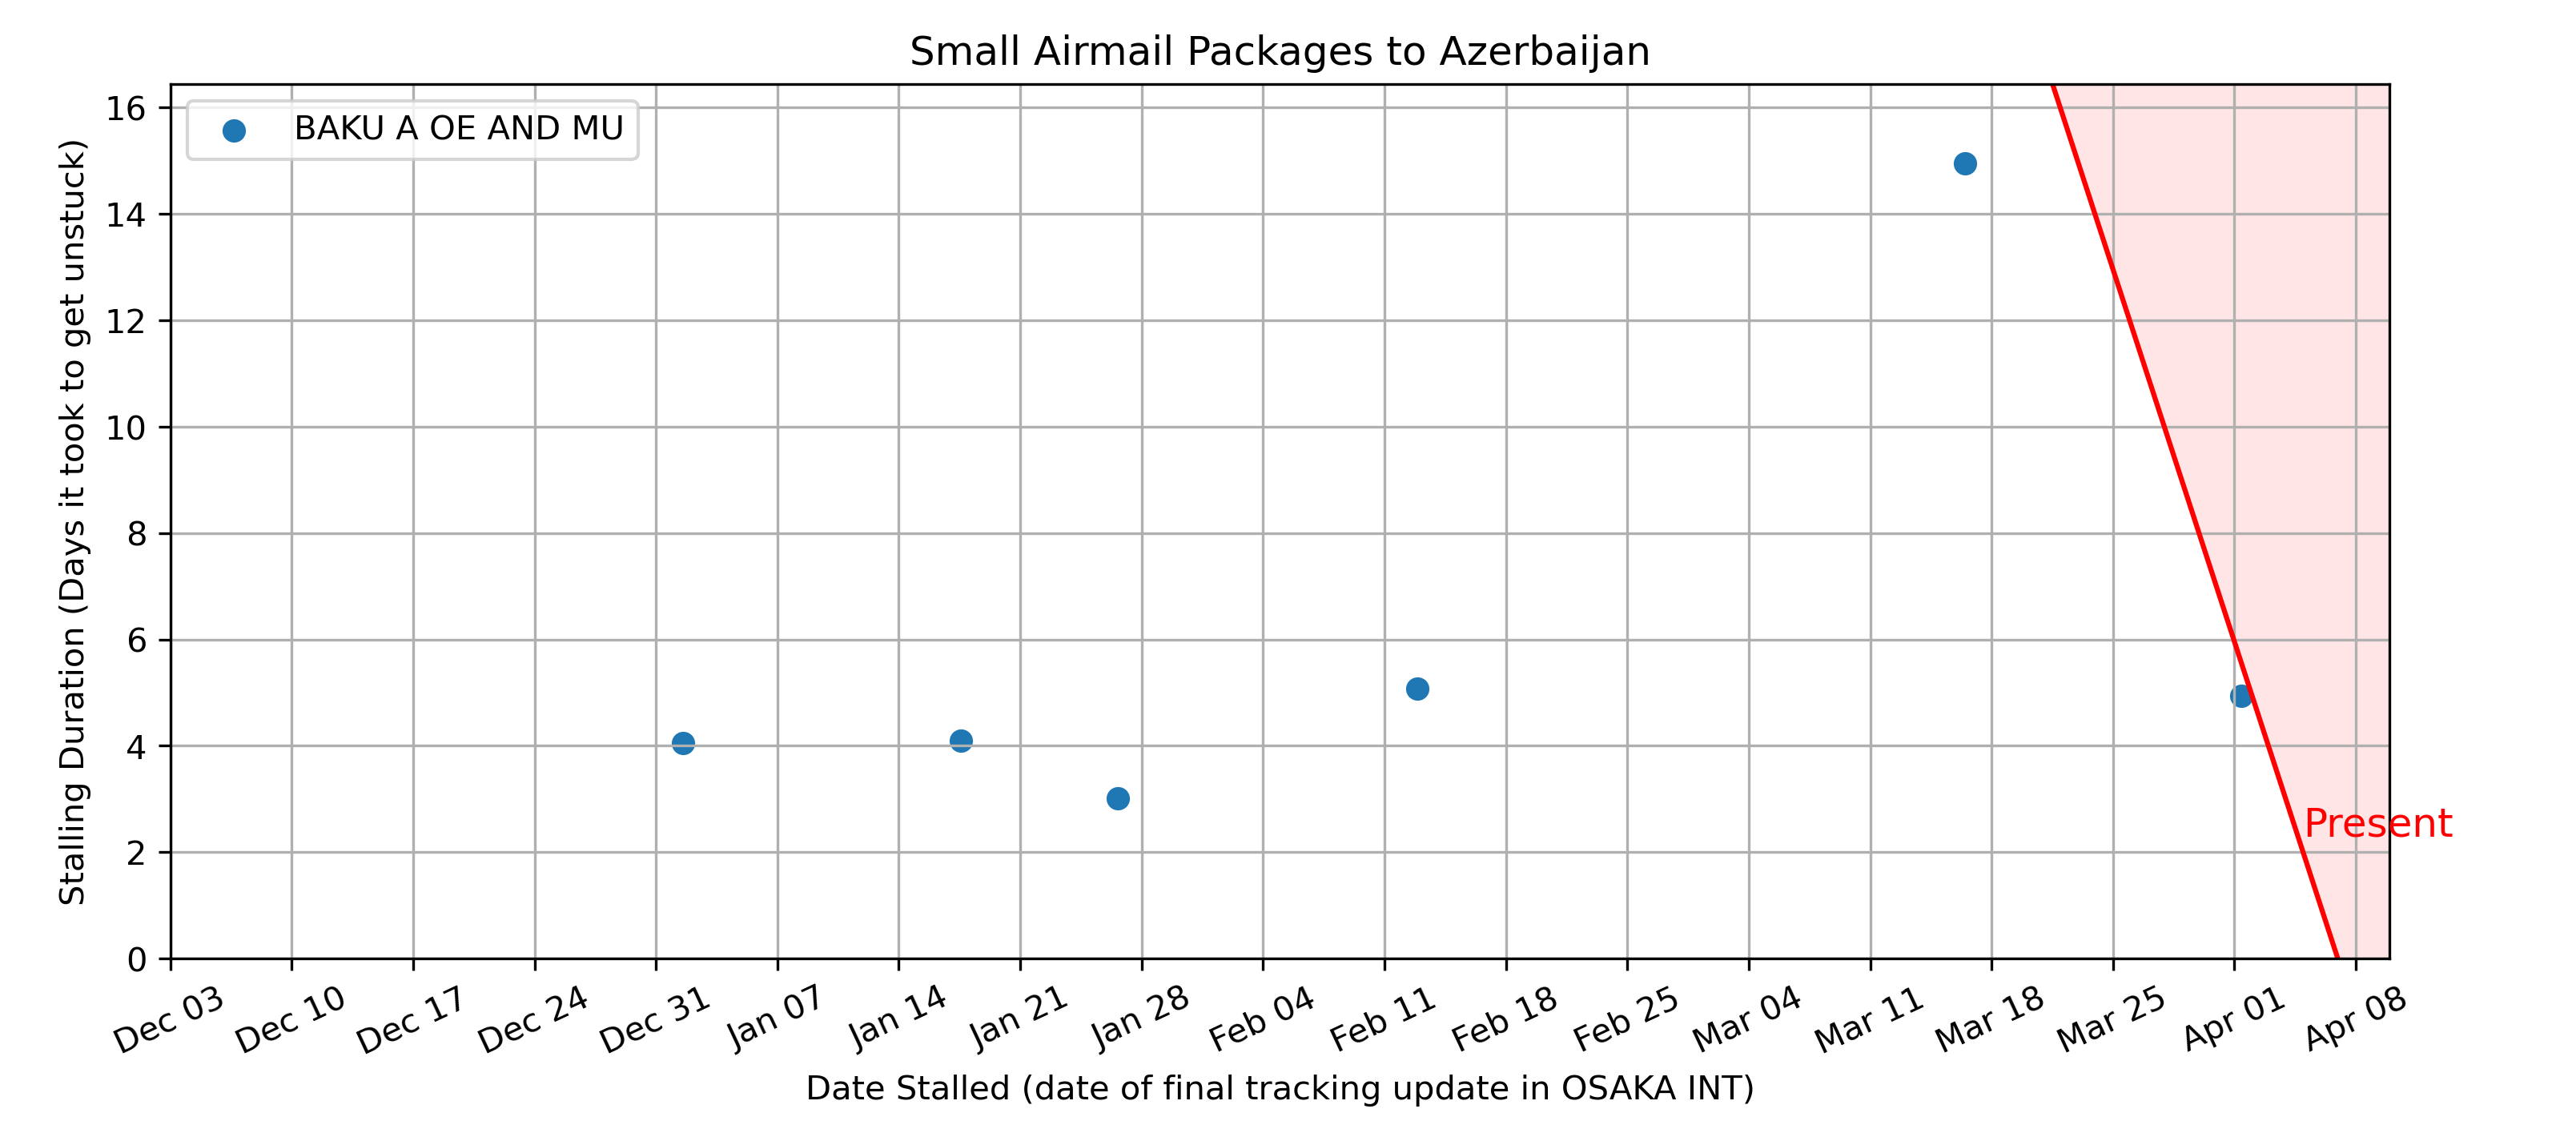 Small Airmail Packages to Azerbaijan
BAKU A OE AND MU
Stalling Duration (Days it took to get unstuck)
16
14
12
10
8
6
4
2
0
Present
Dec 03
Dec 10
Dec 17
Dec 24
Dec 31
Jan 07
Jan 14
Jan 21
Jan 28
Feb 04
Feb 11
Feb 18
Feb 25
Mar 04
Mar 11
Mar 18
Mar 25
Apr 01
Apr 08
Date Stalled (date of final tracking update in OSAKA INT)